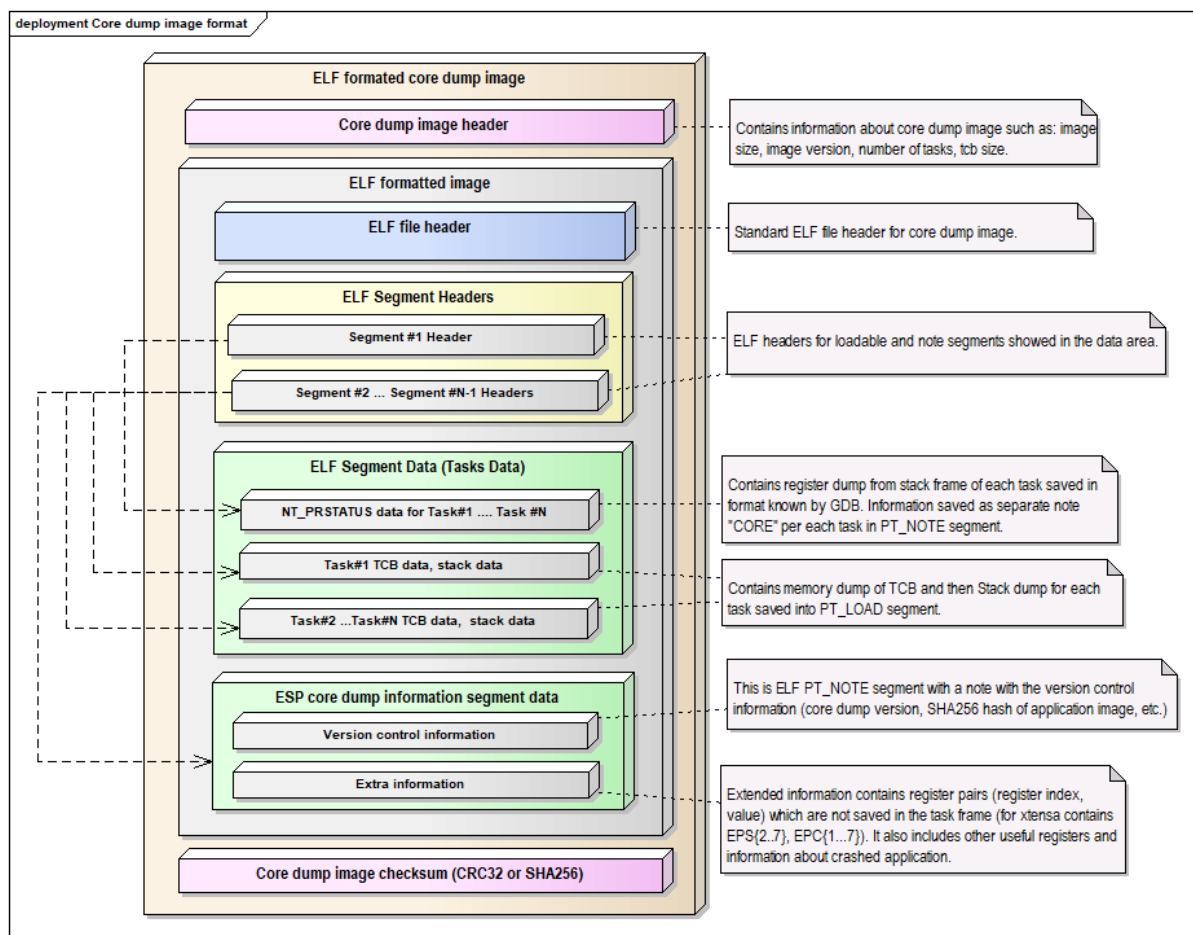 deployment Core dump image format
ELF formated core dump image
Core dump image header
Contains information about core dump image such as: image
size, image version, number of tasks, tcb size.
ELF formatted image
ELF file header
Standard ELF file header for core dump image.
ELF Segment Headers
Segment #1 Header
ELF headers for loadable and note segments showed in the data area.
Segment #2 ... Segment #N-1 Headers
ELF Segment Data (Tasks Data)
NT_PRSTATUS data for Task#1 .... Task #N
Contains register dump from stack frame of each task saved in
format known by GDB. Information saved as separate note
"CORE" per each task in PT_NOTE segment.
Task#1 TCB data, stack data
Task#2 ...Task#N TCB data, stack data
Contains memory dump of TCB and then Stack dump for each
task saved into PT_LOAD segment.
ESP core dump information segment data
Version control information
This is ELF PT_NOTE segment with a note with the version control
information (core dump version, SHA256 hash of application image, etc.)
Extra information
Extended information contains register pairs (register index,
value) which are not saved in the task frame (for xtensa contains
EPS{2..7}, EPC{1...7}). It also includes other useful registers and
information about crashed application.
Core dump image checksum (CRC32 or SHA256)